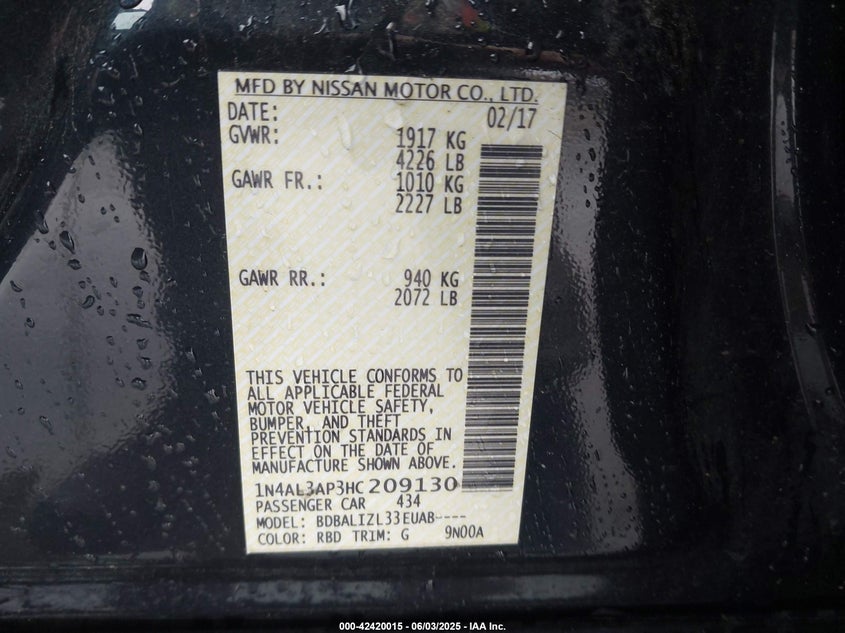 MFD BY NISSAN MOTOR CO., LTD.
DATE: 02/17
GVWR: 1917 KG
4226 LB
GAWR FR.: 1010 KG
2227 LB
GAWR RR.: 940 KG
2072 LB
THIS VEHICLE CONFORMS TO
ALL APPLICABLE FEDERAL
MOTOR VEHICLE SAFETY,
BUMPER, AND THEFT
PREVENTION STANDARDS IN
EFFECT ON THE DATE OF
MANUFACTURE SHOWN ABOVE.
1N4AL3AP3HC209130
PASSENGER CAR 434
MODEL: BDBALIZL33EUAB----
COLOR: RBD TRIM: G 9N00A
000-42420015 - 06/03/2025 - IAA Inc.